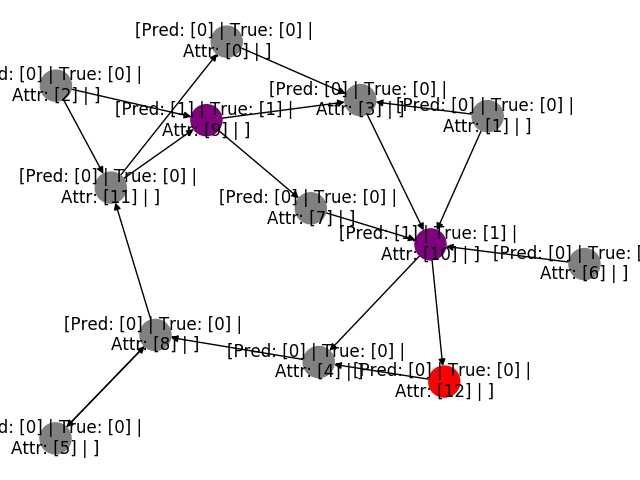 [Pred: [0] | True: [0] |
Attr: [0] | ]
d: [0] | True: [0] |
Attr: [2] | ]
[Pred: [0] | True: [0] |
Attr: [3] | ]
[Pred: [1] | True: [1] |
Attr: [9] | ]
[Pred: [0] | True: [0] |
Attr: [1] | ]
[Pred: [0] | True: [0] |
Attr: [11] | ]
[Pred: [0] | True: [0] |
Attr: [7] | ]
[Pred: [1] | True: [1] |
Attr: [10] | ]
[Pred: [0] | True: [
Attr: [6] | ]
[Pred: [0] | True: [0] |
Attr: [8] | ]
[Pred: [0] | True: [0] |
Attr: [4] | ]
[Pred: [0] | True: [0] |
Attr: [12] | ]
d: [0] | True: [0] |
Attr: [5] | ]